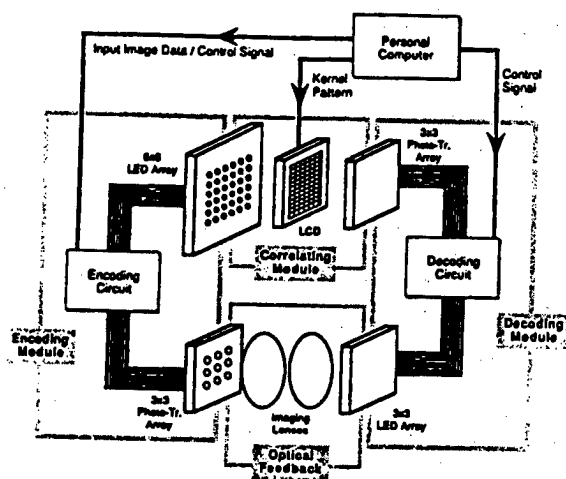 Personal
Computer
Input Image Data / Control Signal
Kernel
Pattern
Control
Signal
6x6
LED Array
3x3
Photo-Tr.
Array
LCD
Correlating
Module
Encoding
Circuit
Decoding
Circuit
Encoding
Module
Decoding
Module
3x3
Photo-Tr.
Array
Imaging
Lenses
3x3
LED Array
Optical
Feedback